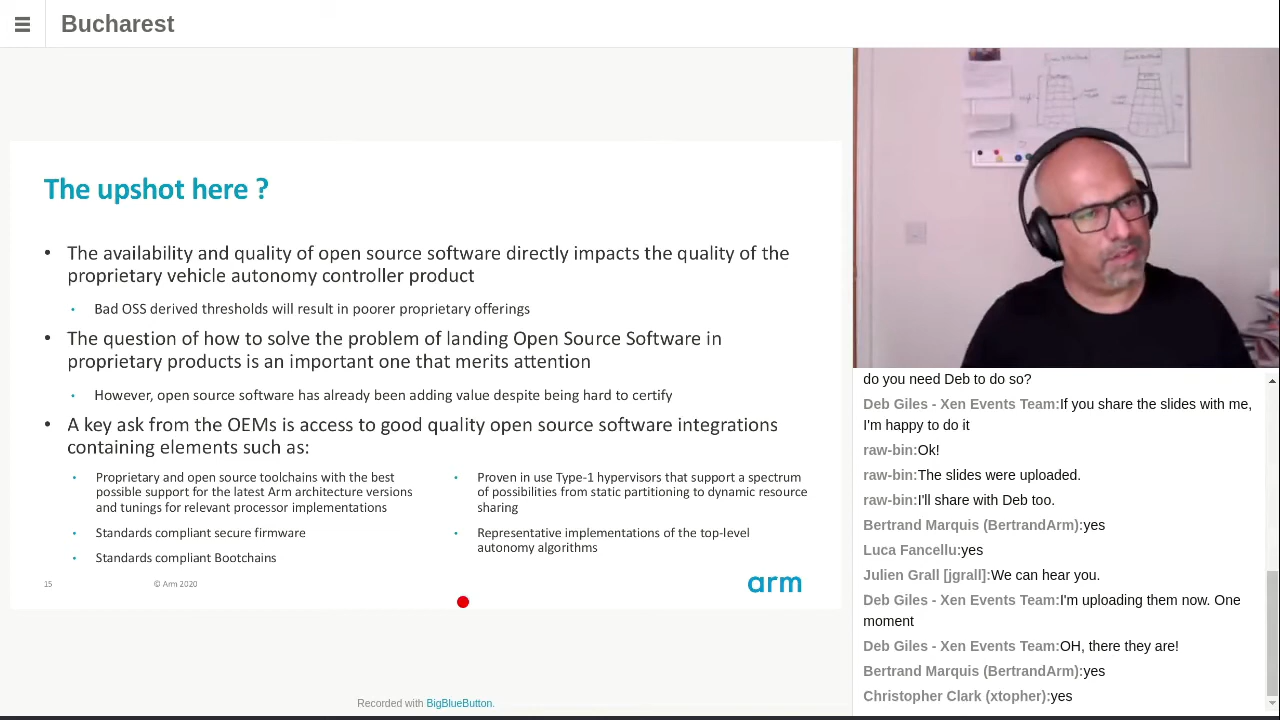 Bucharest
The upshot here ?
• The availability and quality of open source software directly impacts the quality of the
proprietary vehicle autonomy controller product
• Bad OSS derived thresholds will result in poorer proprietary offerings
• The question of how to solve the problem of landing Open Source Software in
proprietary products is an important one that merits attention
• However, open source software has already been adding value despite being hard to certify
• A key ask from the OEMs is access to good quality open source software integrations
containing elements such as:
• Proprietary and open source toolchains with the best
possible support for the latest Arm architecture versions
and tunings for relevant processor implementations
• Standards compliant secure firmware
• Standards compliant Bootchains
• Proven in use Type-1 hypervisors that support a spectrum
of possibilities from static partitioning to dynamic resource
sharing
• Representative implementations of the top-level
autonomy algorithms
15
© Arm 2020
arm
Recorded with BigBlueButton.
do you need Deb to do so?
Deb Giles - Xen Events Team:If you share the slides with me,
I'm happy to do it
raw-bin:Ok!
raw-bin:The slides were uploaded.
raw-bin:I'll share with Deb too.
Bertrand Marquis (BertrandArm):yes
Luca Fancellu:yes
Julien Grall [jgrall]:We can hear you.
Deb Giles - Xen Events Team:I'm uploading them now. One
moment
Deb Giles - Xen Events Team:OH, there they are!
Bertrand Marquis (BertrandArm):yes
Christopher Clark (xtopher):yes